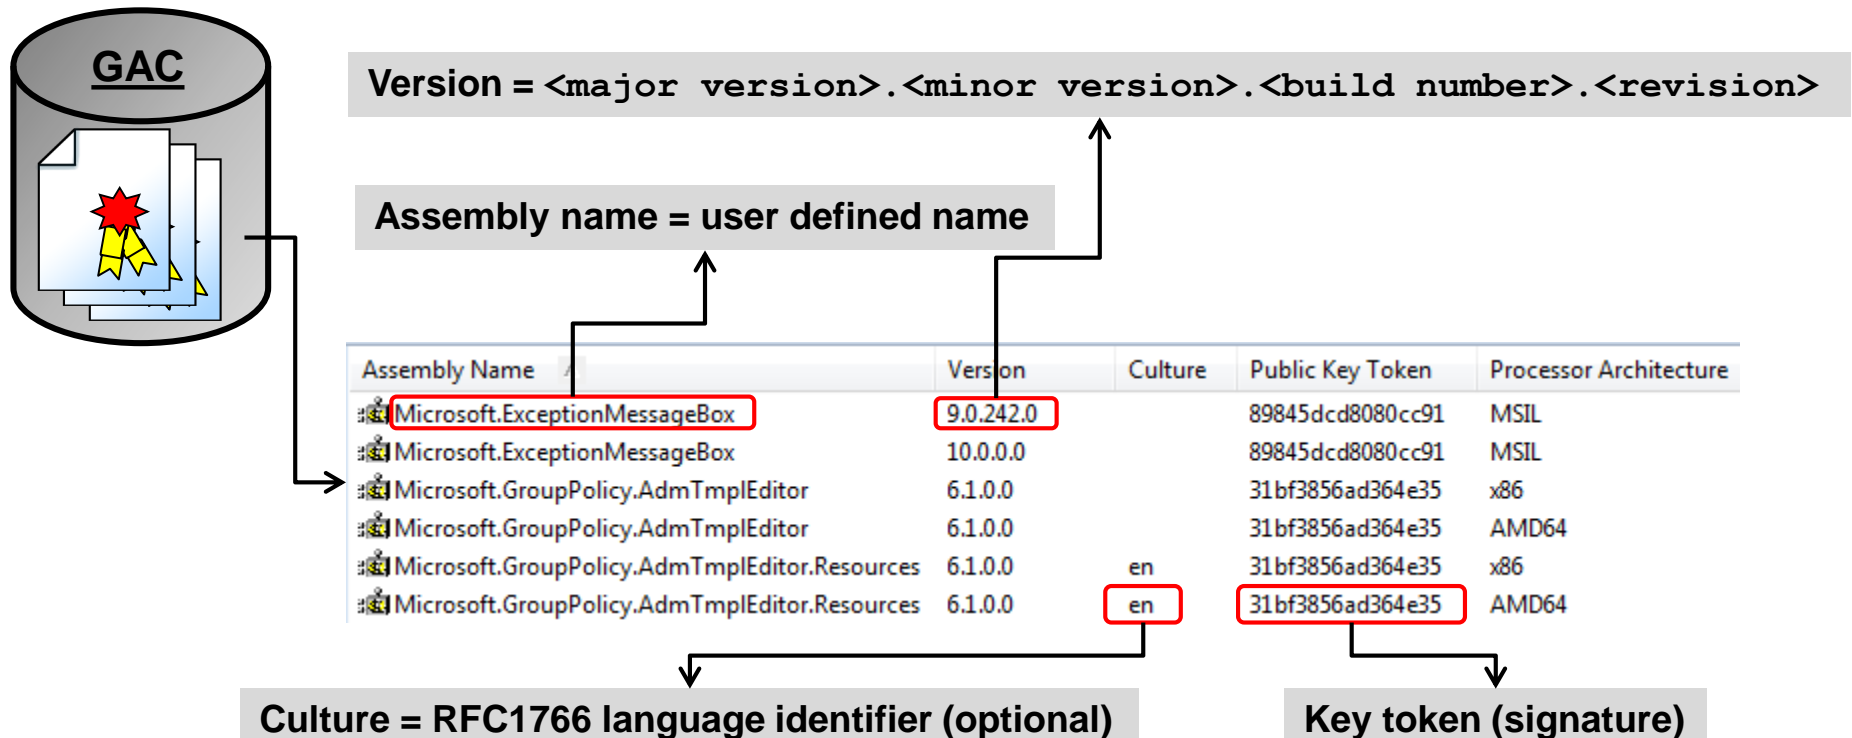 GAC
Version = <major version>.<minor version>.<build number>.<revision>
Assembly name = user defined name
Assembly Name Version Culture Public Key Token Processor Architecture
Microsoft.ExceptionMessageBox 9.0.242.0 89845dcd8080cc91 MSIL
Microsoft.ExceptionMessageBox 10.0.0.0 89845dcd8080cc91 MSIL
Microsoft.GroupPolicy.AdmTmplEditor 6.1.0.0 31bf3856ad364e35 x86
Microsoft.GroupPolicy.AdmTmplEditor 6.1.0.0 31bf3856ad364e35 AMD64
Microsoft.GroupPolicy.AdmTmplEditor.Resources 6.1.0.0 en 31bf3856ad364e35 x86
Microsoft.GroupPolicy.AdmTmplEditor.Resources 6.1.0.0 en 31bf3856ad364e35 AMD64
Culture = RFC1766 language identifier (optional)
Key token (signature)